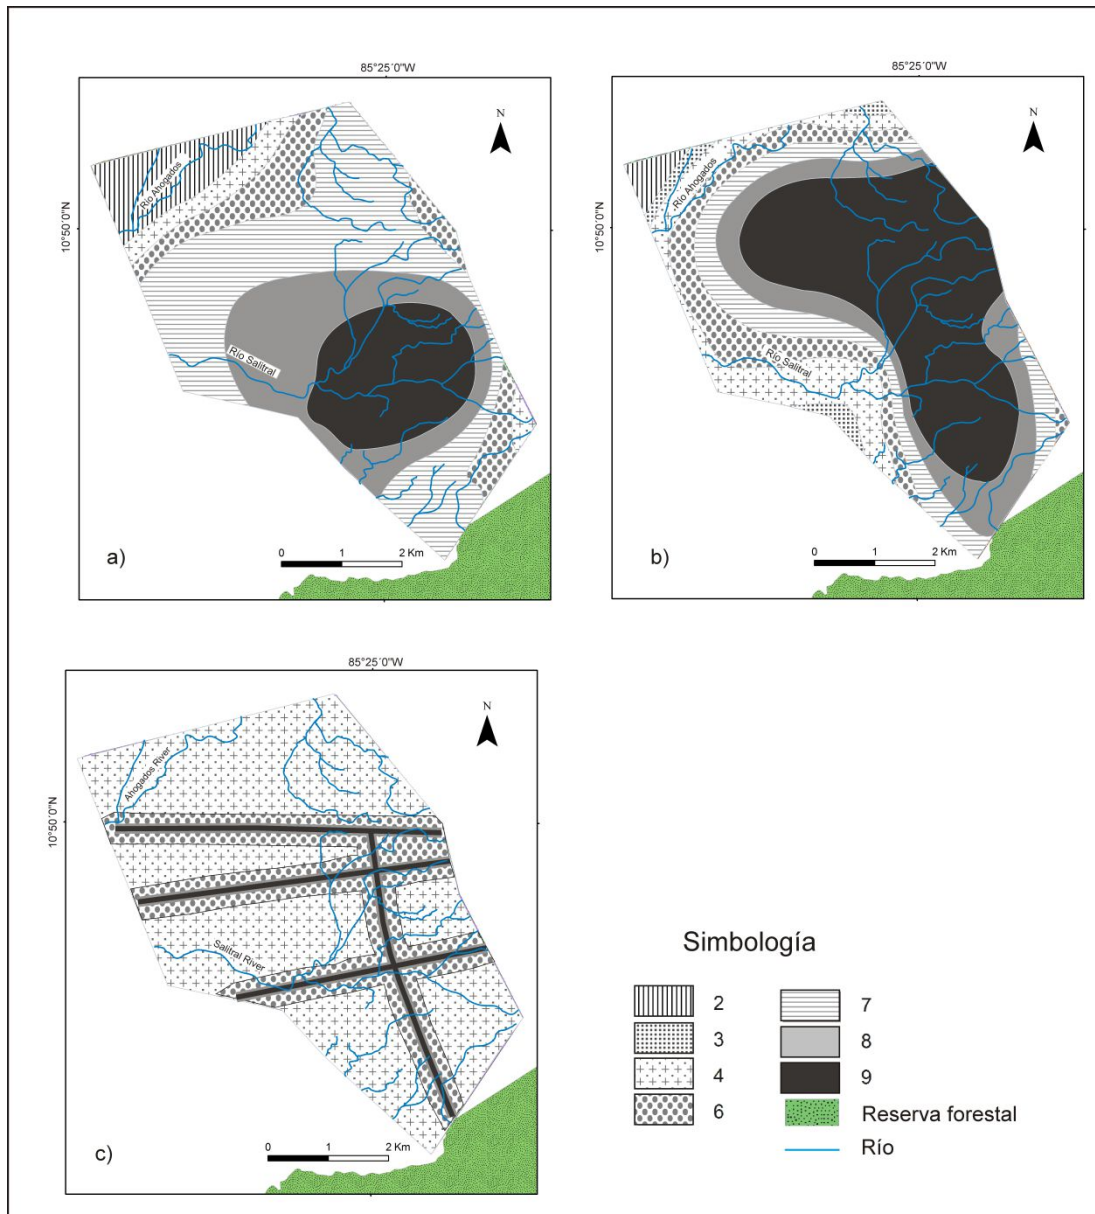 85°25´0"W
N
10°50´0"N
Río Ahogados
Río Salitral
0 1 2 Km
a)
85°25´0"W
N
10°50´0"N
Río Ahogados
Río Salitral
0 1 2 Km
b)
85°25´0"W
N
10°50´0"N
Ahogados River
Salitral River
0 1 2 Km
c)
Simbología
2
3
4
6
7
8
9
Reserva forestal
Río